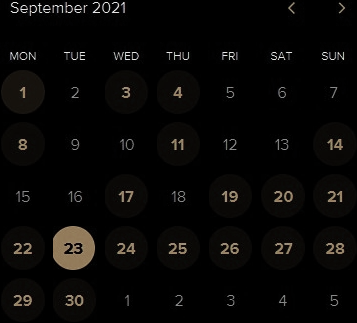 September 2021
MON TUE WED THU FRI SAT SUN
1 2 3 4 5 6 7
8 9 10 11 12 13 14
15 16 17 18 19 20 21
22 23 24 25 26 27 28
29 30 1 2 3 4 5